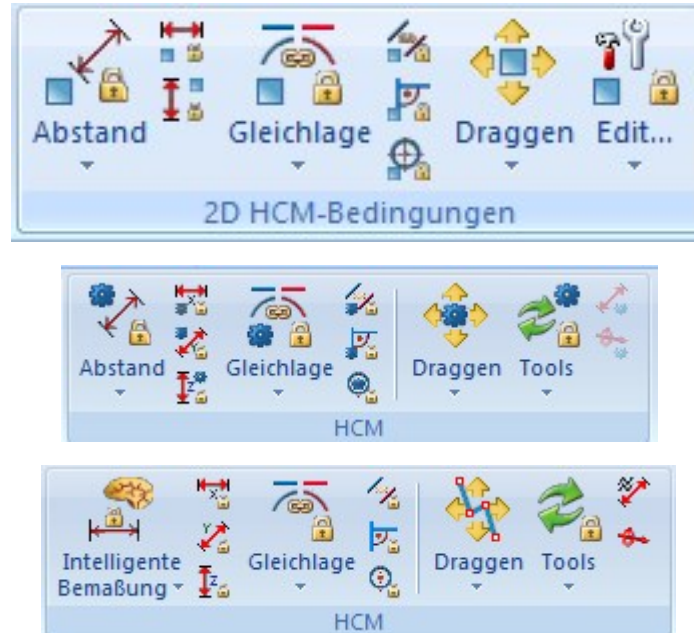 Abstand Gleichlage Draggen Edit...
2D HCM-Bedingungen
Abstand Gleichlage Draggen Tools
HCM
Intelligente Bemaßung Gleichlage Draggen Tools
HCM